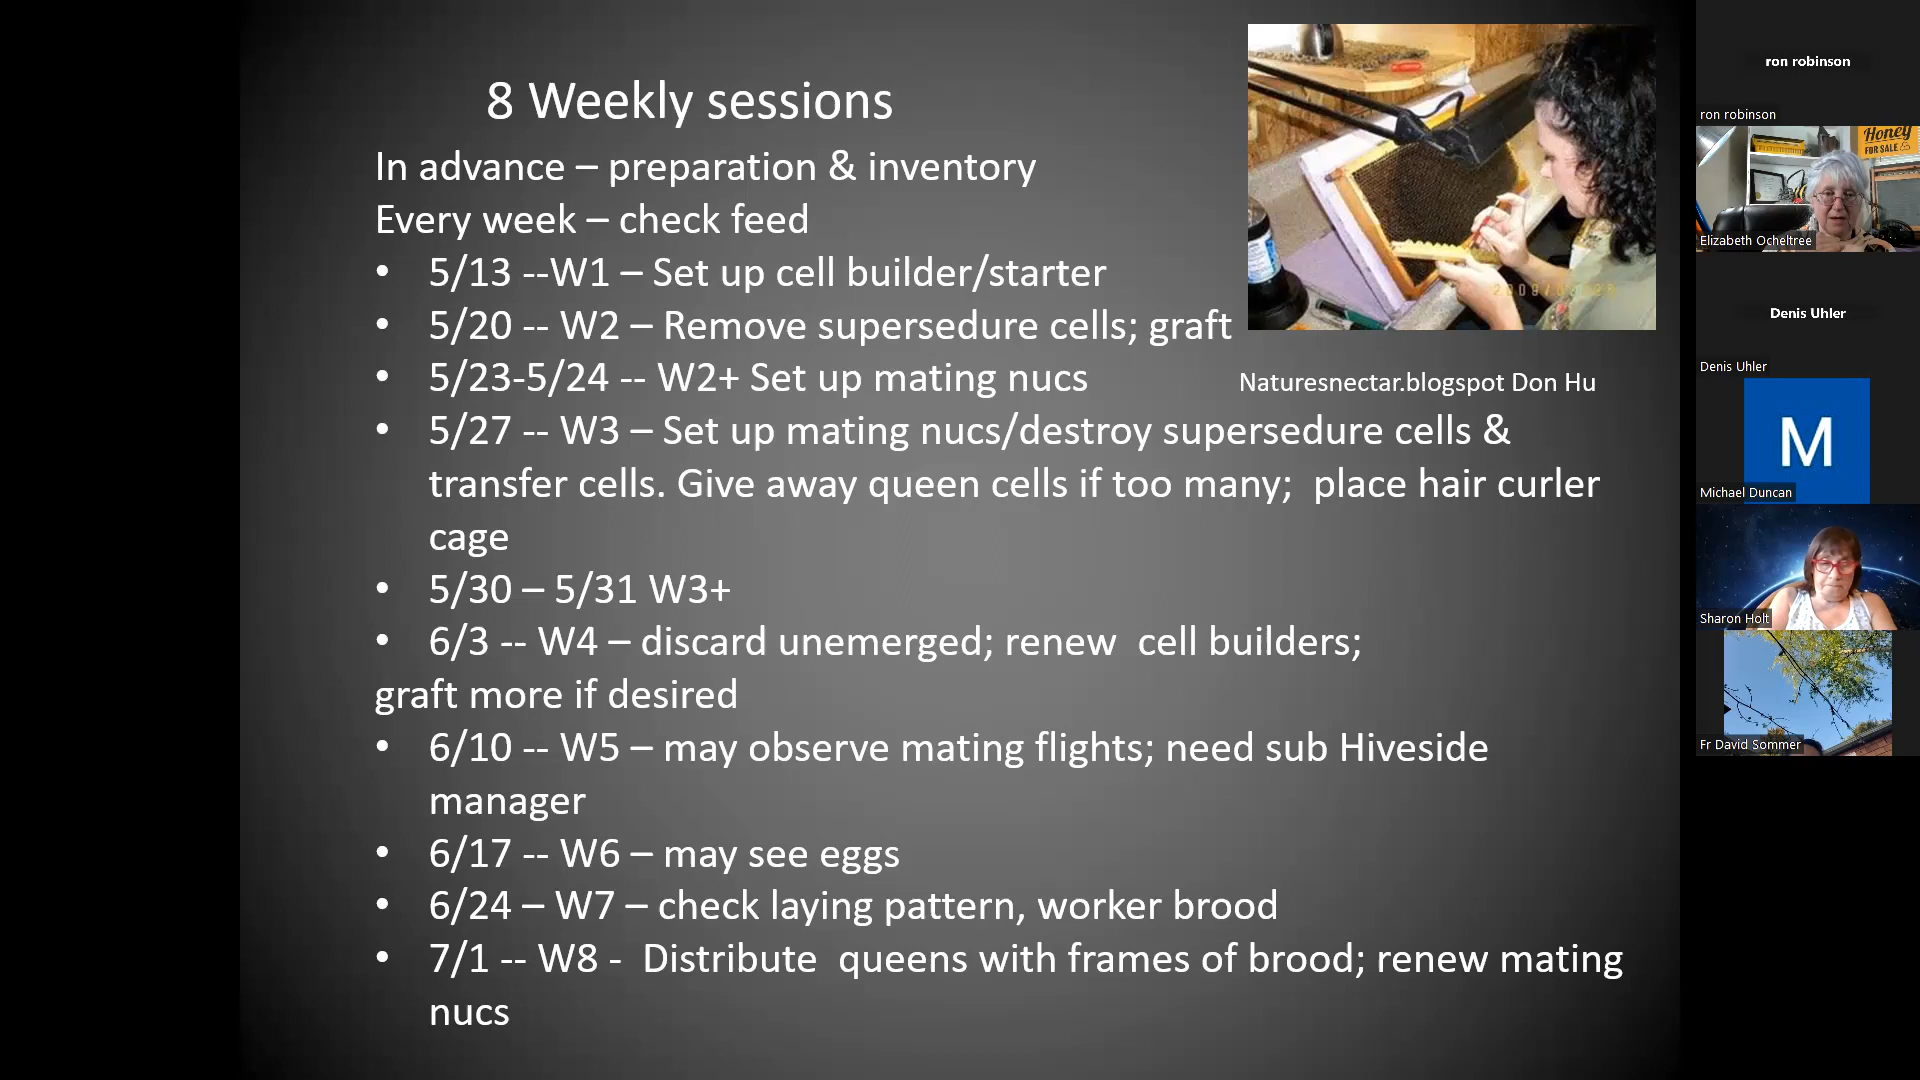 8 Weekly sessions
In advance – preparation & inventory
Every week – check feed
• 5/13 --W1 – Set up cell builder/starter
• 5/20 -- W2 – Remove supersedure cells; graft
• 5/23-5/24 -- W2+ Set up mating nucs
Naturesnectar.blogspot Don Hu
• 5/27 -- W3 – Set up mating nucs/destroy supersedure cells &
transfer cells. Give away queen cells if too many;  place hair curler
cage
• 5/30 – 5/31 W3+
• 6/3 -- W4 – discard unemerged; renew  cell builders;
graft more if desired
• 6/10 -- W5 – may observe mating flights; need sub Hiveside
manager
• 6/17 -- W6 – may see eggs
• 6/24 – W7 – check laying pattern, worker brood
• 7/1 -- W8 -  Distribute  queens with frames of brood; renew mating
nucs
ron robinson
ron robinson
Honey
FOR SALE
Elizabeth Ocheltree
Denis Uhler
Denis Uhler
M
Michael Duncan
Sharon Holt
Fr David Sommer